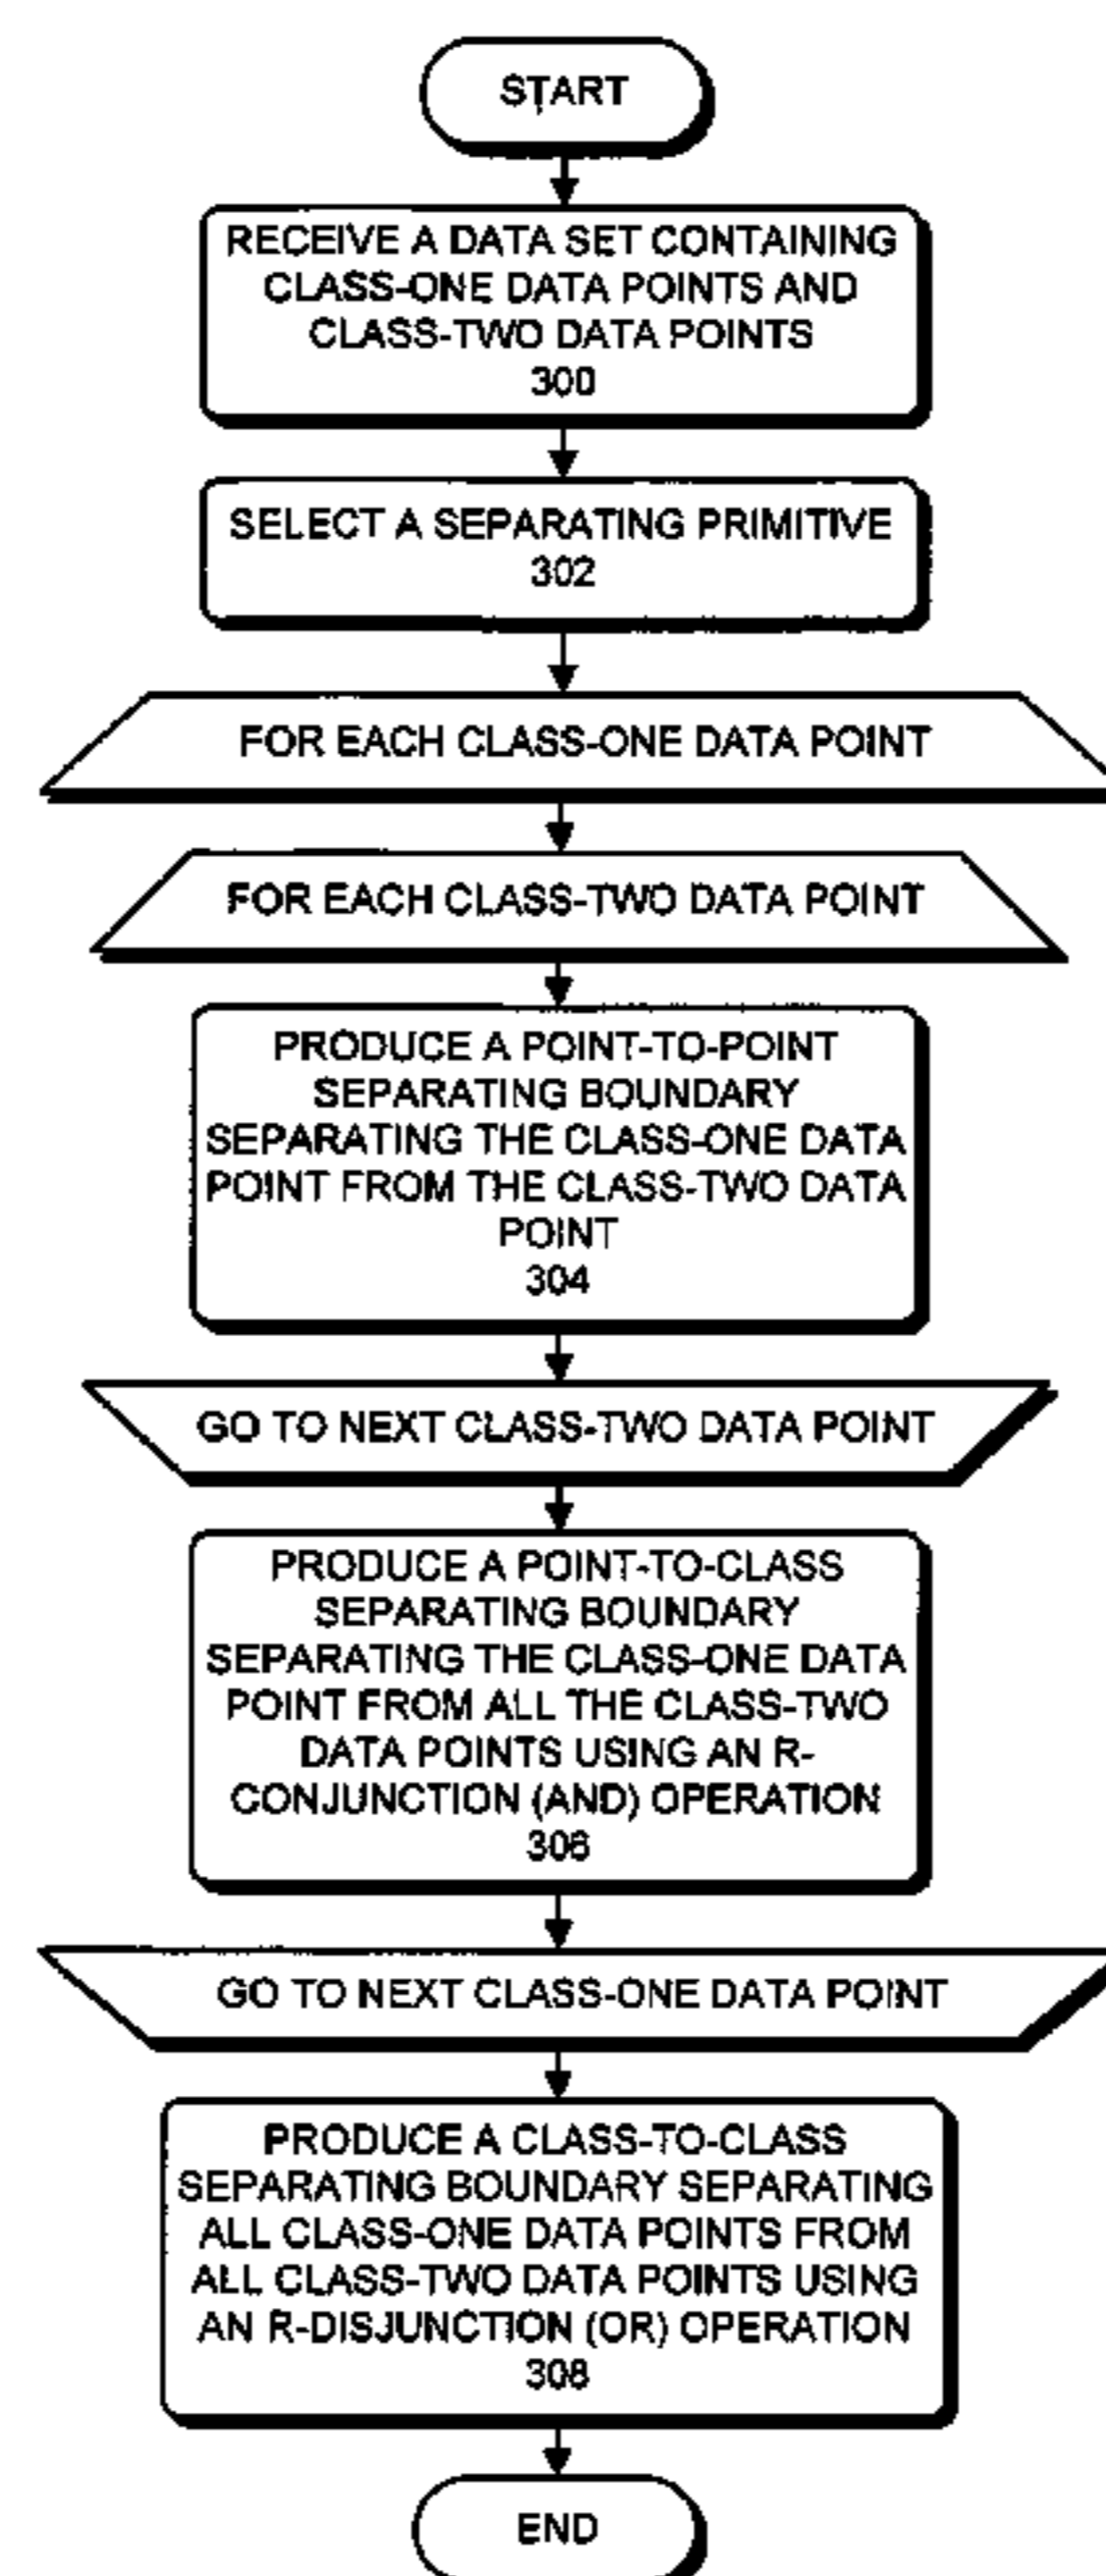 START
RECEIVE A DATA SET CONTAINING
CLASS-ONE DATA POINTS AND
CLASS-TWO DATA POINTS
300
SELECT A SEPARATING PRIMITIVE
302
FOR EACH CLASS-ONE DATA POINT
FOR EACH CLASS-TWO DATA POINT
PRODUCE A POINT-TO-POINT
SEPARATING BOUNDARY
SEPARATING THE CLASS-ONE DATA
POINT FROM THE CLASS-TWO DATA
POINT
304
GO TO NEXT CLASS-TWO DATA POINT
PRODUCE A POINT-TO-CLASS
SEPARATING BOUNDARY
SEPARATING THE CLASS-ONE DATA
POINT FROM ALL THE CLASS-TWO
DATA POINTS USING AN R-
CONJUNCTION (AND) OPERATION
306
GO TO NEXT CLASS-ONE DATA POINT
PRODUCE A CLASS-TO-CLASS
SEPARATING BOUNDARY SEPARATING
ALL CLASS-ONE DATA POINTS FROM
ALL CLASS-TWO DATA POINTS USING
AN R-DISJUNCTION (OR) OPERATION
308
END